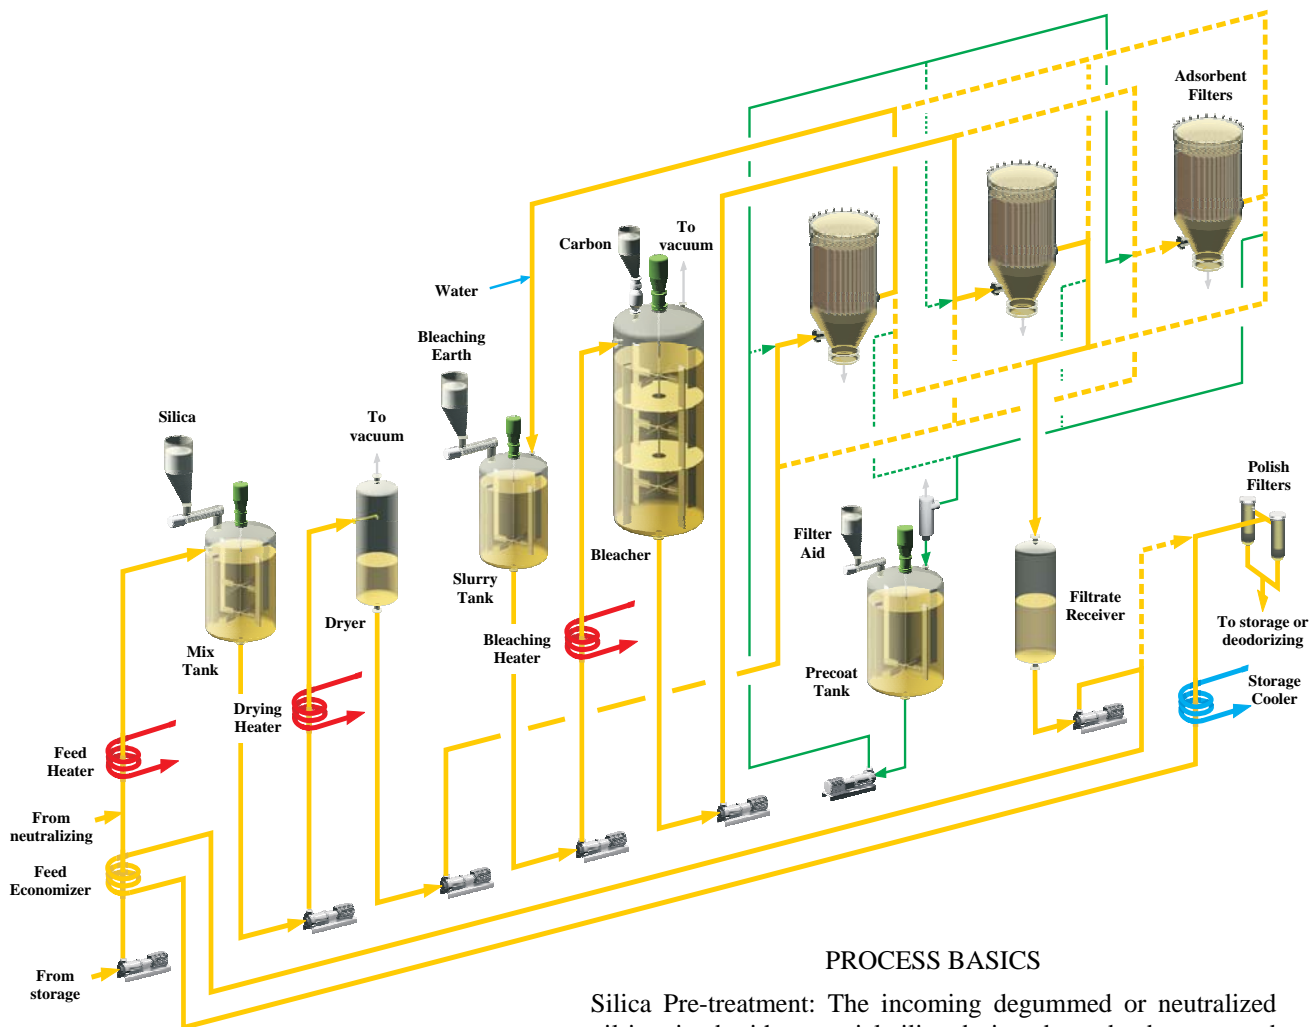 Adsorbent
Filters
To
vacuum
Carbon
Water
Bleaching
Earth
Silica
To
vacuum
Polish
Filters
Filter
Aid
Bleacher
Slurry
Tank
Filtrate
Receiver
Dryer
To storage or
deodorizing
Bleaching
Heater
Mix
Tank
Precoat
Tank
Storage
Cooler
Drying
Heater
Feed
Heater
From
neutralizing
Feed
Economizer
From
storage
PROCESS BASICS
Silica Pre-treatment: The incoming degummed or neutralized